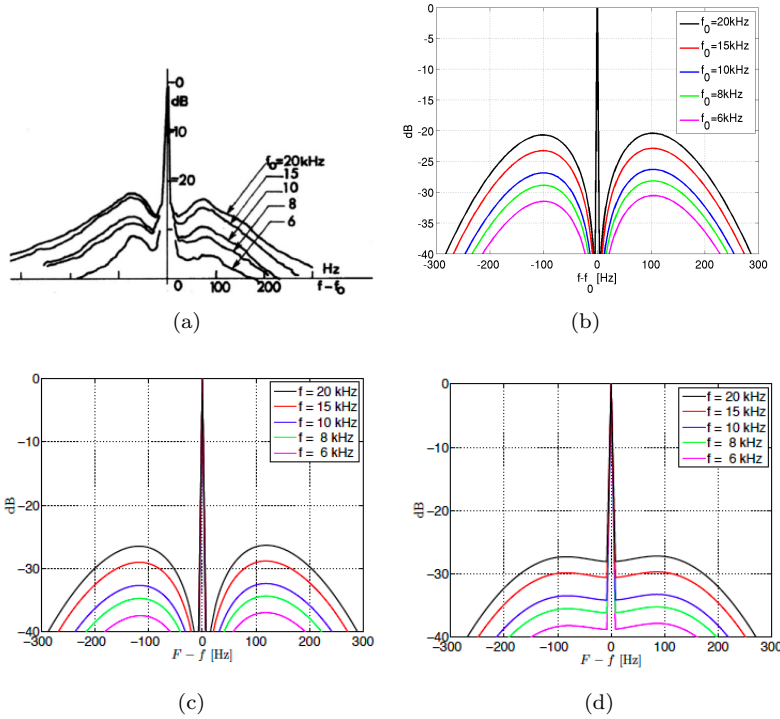 0
dB
10
20
f₀=20kHz
15
10
8
6
Hz
0 100 200 f-f₀
(a)
0
-5
-10
-15
-20
-25
-30
-35
-40
dB
f₀=20kHz
f₀=15kHz
f₀=10kHz
f₀=8kHz
f₀=6kHz
-300 -200 -100 0 100 200 300
f-f₀ [Hz]
(b)
0
−10
−20
−30
−40
dB
f = 20 kHz
f = 15 kHz
f = 10 kHz
f = 8 kHz
f = 6 kHz
−300 −200 −100 0 100 200 300
F − f [Hz]
(c)
0
−10
−20
−30
−40
dB
f = 20 kHz
f = 15 kHz
f = 10 kHz
f = 8 kHz
f = 6 kHz
−300 −200 −100 0 100 200 300
F − f [Hz]
(d)